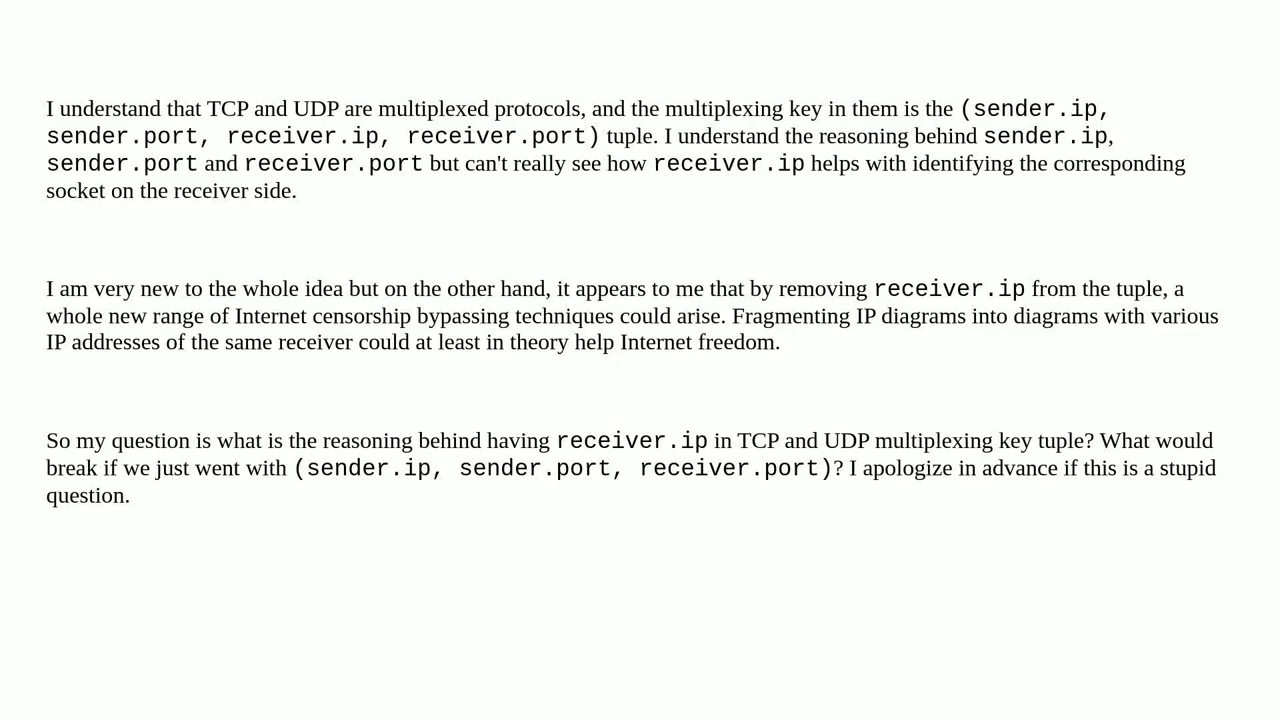 I understand that TCP and UDP are multiplexed protocols, and the multiplexing key in them is the (sender.ip,
sender.port, receiver.ip, receiver.port) tuple. I understand the reasoning behind sender.ip,
sender.port and receiver.port but can't really see how receiver.ip helps with identifying the corresponding
socket on the receiver side.
I am very new to the whole idea but on the other hand, it appears to me that by removing receiver.ip from the tuple, a
whole new range of Internet censorship bypassing techniques could arise. Fragmenting IP diagrams into diagrams with various
IP addresses of the same receiver could at least in theory help Internet freedom.
So my question is what is the reasoning behind having receiver.ip in TCP and UDP multiplexing key tuple? What would
break if we just went with (sender.ip, sender.port, receiver.port)? I apologize in advance if this is a stupid
question.